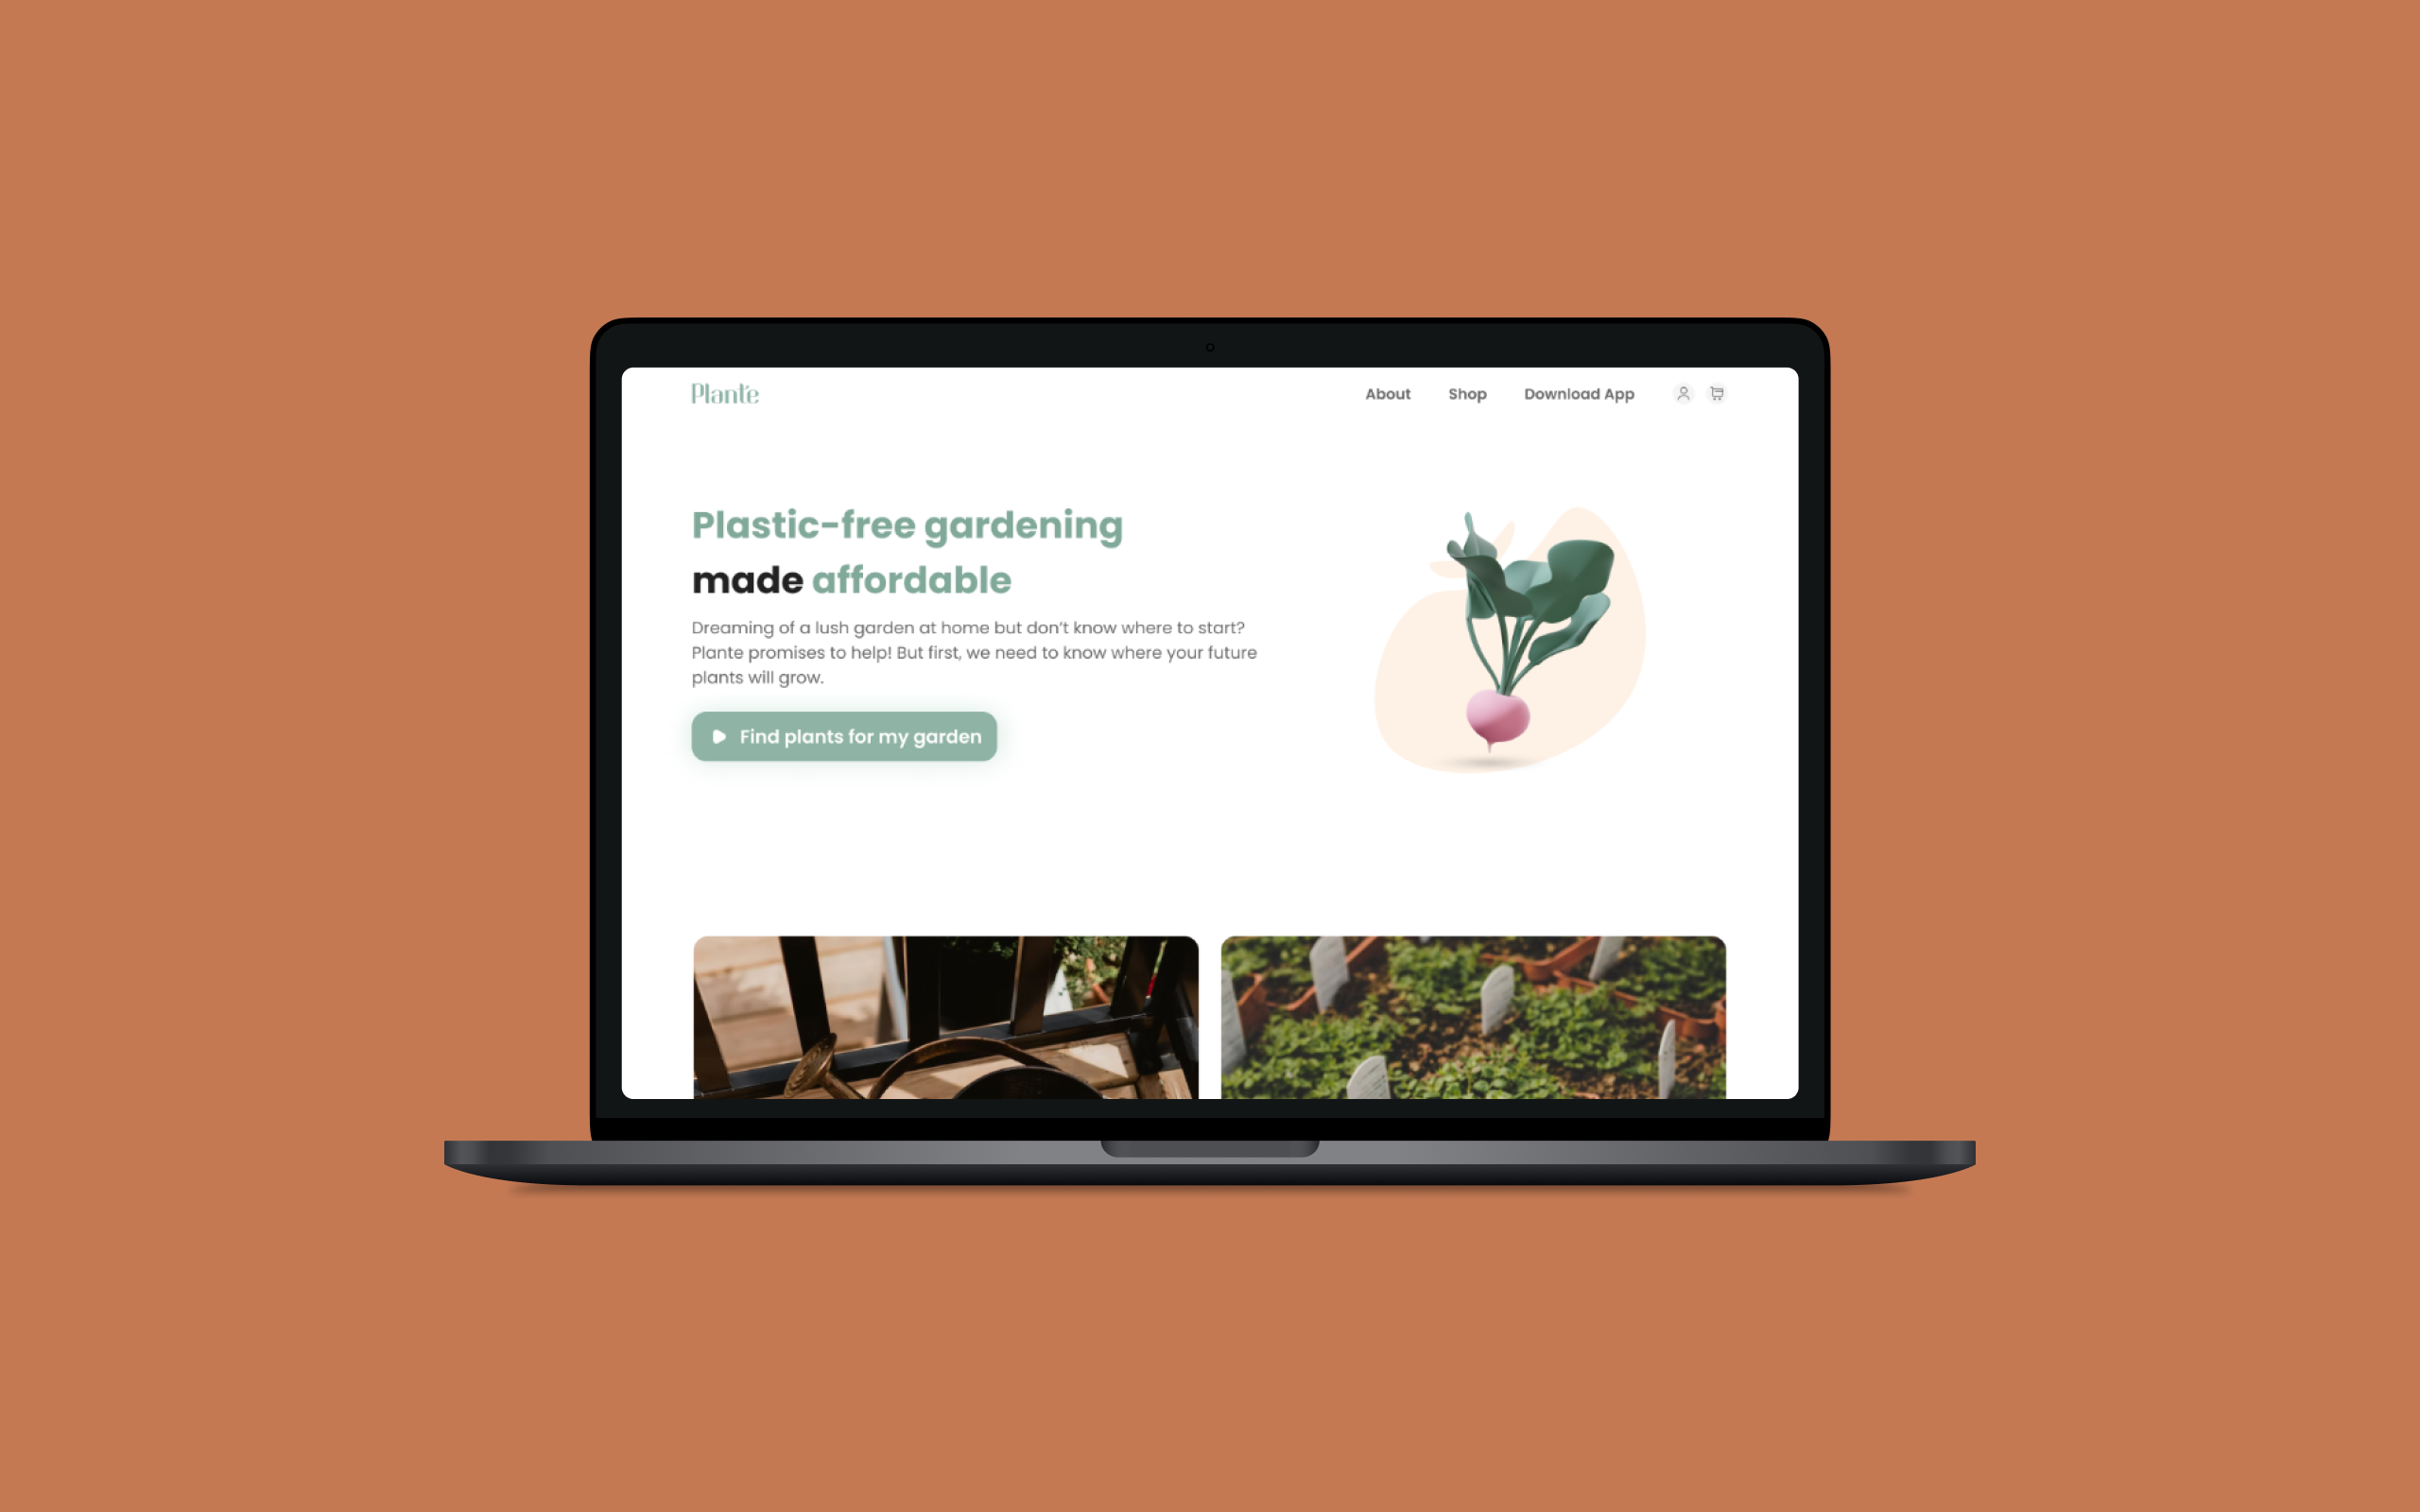 Plante
About Shop Download App
Plastic-free gardening
made affordable
Dreaming of a lush garden at home but don't know where to start?
Plante promises to help! But first, we need to know where your future
plants will grow.
Find plants for my garden